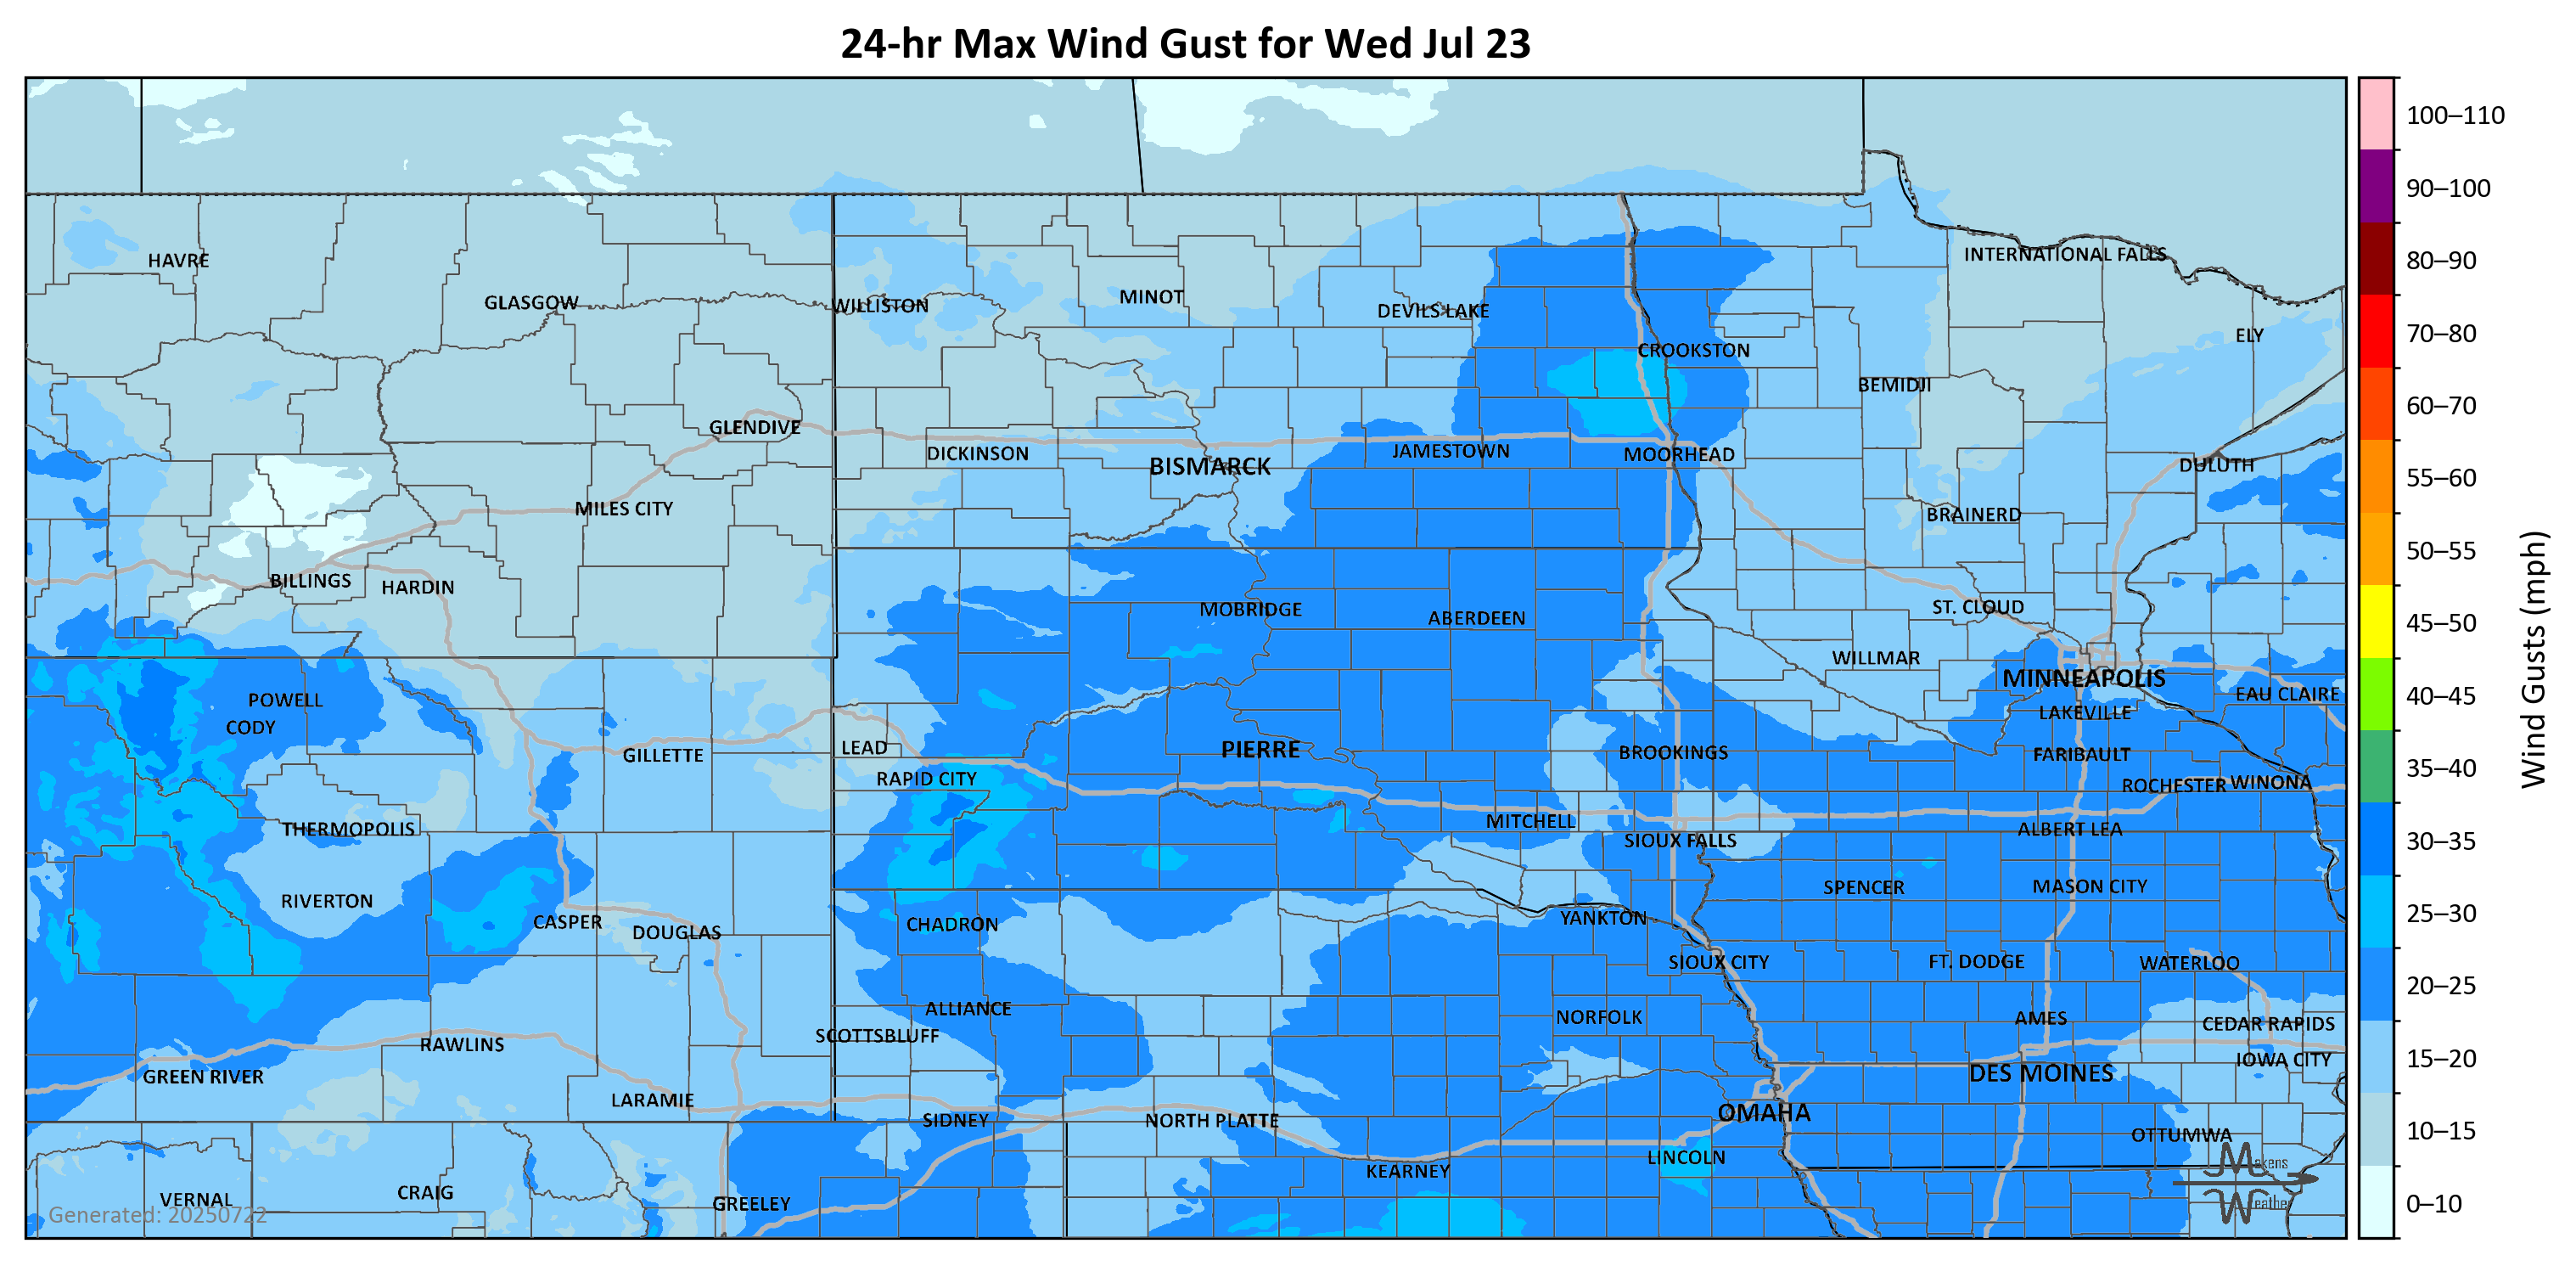 24-hr Max Wind Gust for Wed Jul 23
100–110
90–100
80–90
70–80
60–70
55–60
50–55
45–50
40–45
35–40
30–35
25–30
20–25
15–20
10–15
0–10
Wind Gusts (mph)
HAVRE
INTERNATIONAL FALLS
GLASGOW
WILLISTON
MINOT
DEVILS LAKE
ELY
CROOKSTON
BEMIDJI
GLENDIVE
DICKINSON
BISMARCK
JAMESTOWN
MOORHEAD
DULUTH
MILES CITY
BRAINERD
BILLINGS
HARDIN
MOBRIDGE
ABERDEEN
ST. CLOUD
WILLMAR
MINNEAPOLIS
POWELL
EAU CLAIRE
CODY
LAKEVILLE
GILLETTE
LEAD
PIERRE
BROOKINGS
FARIBAULT
RAPID CITY
ROCHESTER
WINONA
THERMOPOLIS
MITCHELL
ALBERT LEA
SIOUX FALLS
RIVERTON
SPENCER
MASON CITY
CASPER
DOUGLAS
CHADRON
YANKTON
SIOUX CITY
FT. DODGE
WATERLOO
ALLIANCE
NORFOLK
AMES
CEDAR RAPIDS
SCOTTSBLUFF
RAWLINS
IOWA CITY
GREEN RIVER
DES MOINES
LARAMIE
SIDNEY
NORTH PLATTE
OMAHA
OTTUMWA
LINCOLN
KEARNEY
VERNAL
CRAIG
GREELEY
Generated: 20250722
Makens
Weather